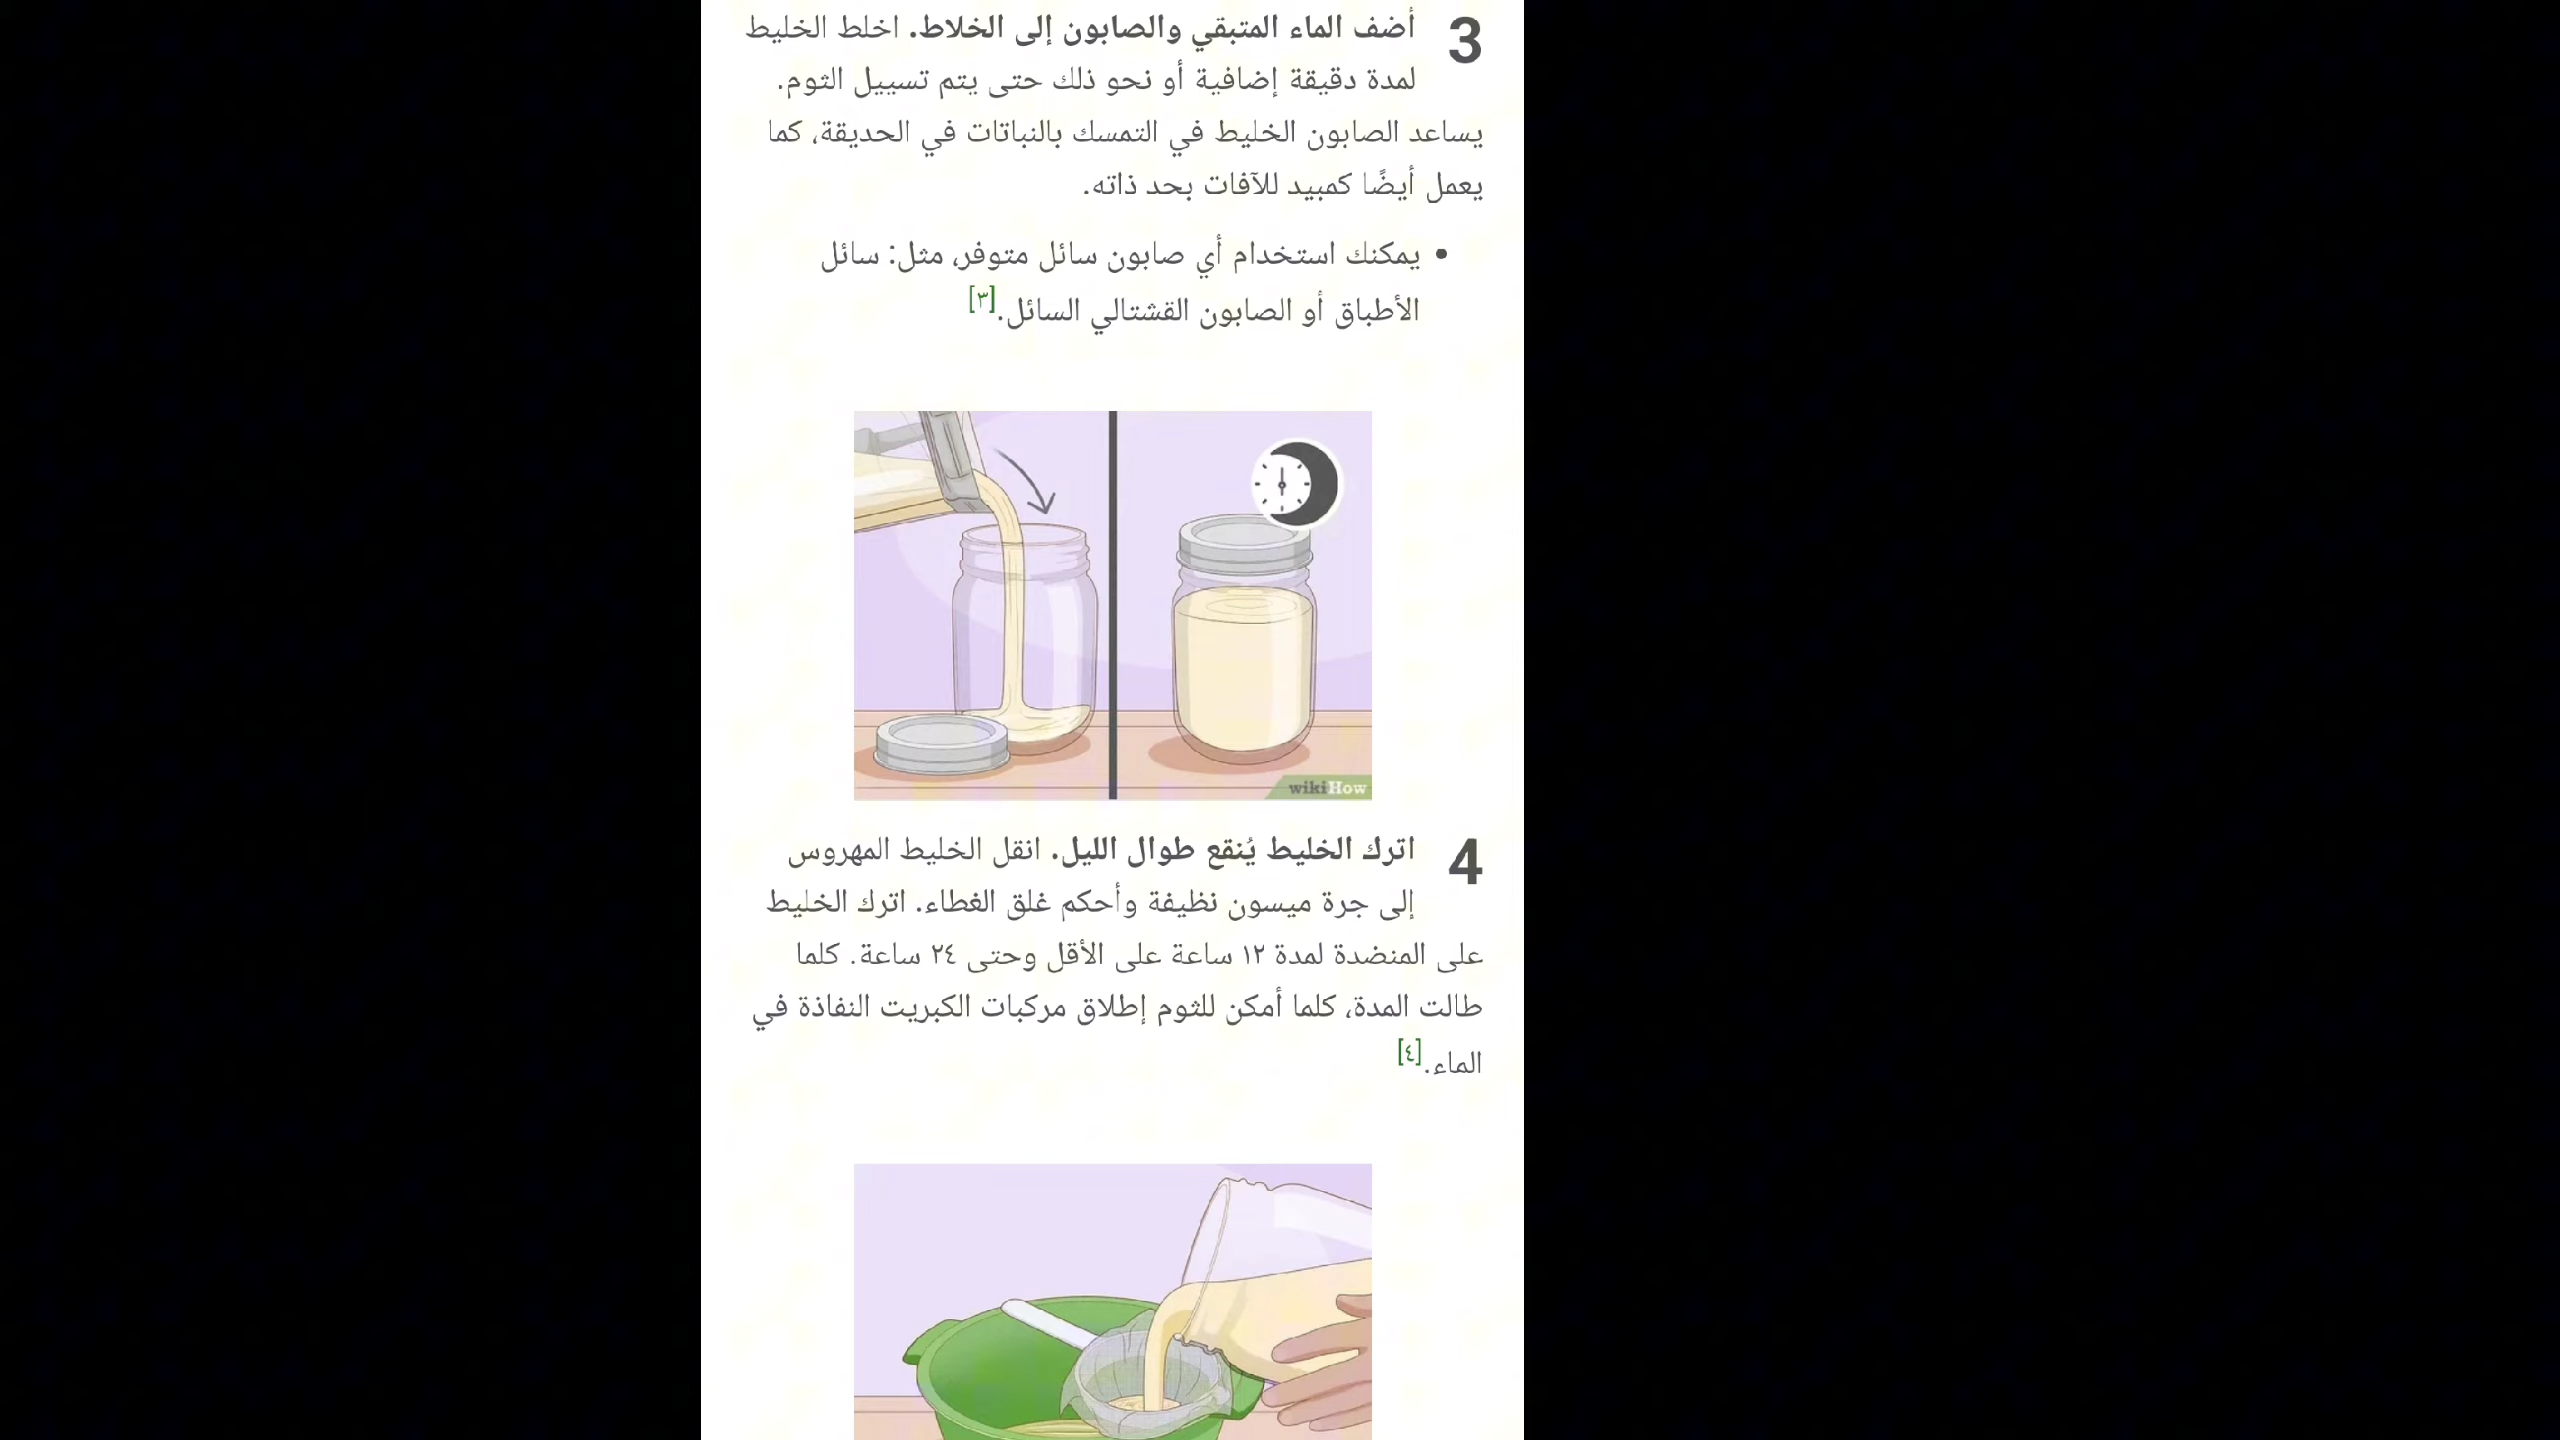 3 أضف الماء المتبقي والصابون إلى الخلاط. اخلط الخليط
لمدة دقيقة إضافية أو نحو ذلك حتى يتم تسييل الثوم.
يساعد الصابون الخليط في التمسك بالنباتات في الحديقة، كما
يعمل أيضًا كمبيد للآفات بحد ذاته.
• يمكنك استخدام أي صابون سائل متوفر، مثل: سائل
الأطباق أو الصابون القشتالي السائل.[٣]
wikiHow
4 اترك الخليط يُنقع طوال الليل. انقل الخليط المهروس
إلى جرة ميسون نظيفة وأحكم غلق الغطاء. اترك الخليط
على المنضدة لمدة ١٢ ساعة على الأقل وحتى ٢٤ ساعة. كلما
طالت المدة، كلما أمكن للثوم إطلاق مركبات الكبريت النفاذة في
الماء.[٤]